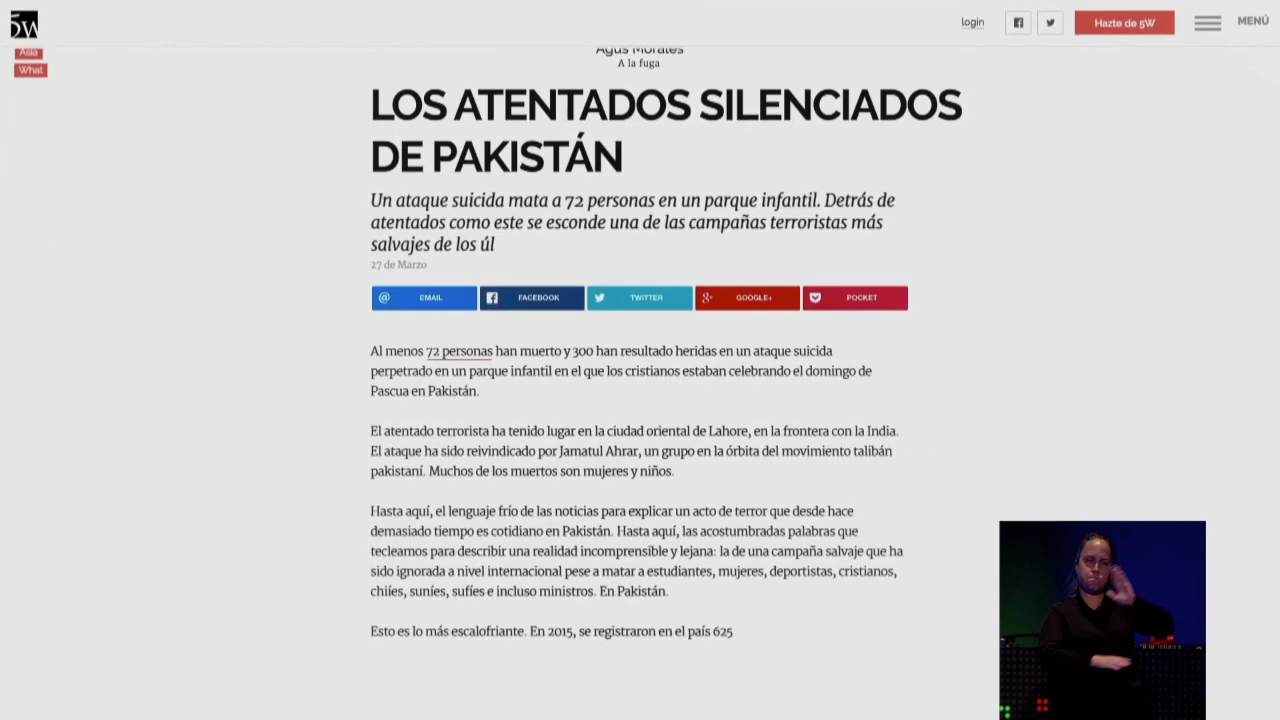 5W
login
Hazte de 5W
MENÚ
Asia
What
Agus Morales
A la fuga
LOS ATENTADOS SILENCIADOS
DE PAKISTÁN
Un ataque suicida mata a 72 personas en un parque infantil. Detrás de
atentados como este se esconde una de las campañas terroristas más
salvajes de los úl
27 de Marzo
@ EMAIL
FACEBOOK
TWITTER
GOOGLE+
POCKET
Al menos 72 personas han muerto y 300 han resultado heridas en un ataque suicida
perpetrado en un parque infantil en el que los cristianos estaban celebrando el domingo de
Pascua en Pakistán.
El atentado terrorista ha tenido lugar en la ciudad oriental de Lahore, en la frontera con la India.
El ataque ha sido reivindicado por Jamatul Ahrar, un grupo en la órbita del movimiento talibán
pakistaní. Muchos de los muertos son mujeres y niños.
Hasta aquí, el lenguaje frío de las noticias para explicar un acto de terror que desde hace
demasiado tiempo es cotidiano en Pakistán. Hasta aquí, las acostumbradas palabras que
tecleamos para describir una realidad incomprensible y lejana: la de una campaña salvaje que ha
sido ignorada a nivel internacional pese a matar a estudiantes, mujeres, deportistas, cristianos,
chiíes, suníes, sufíes e incluso ministros. En Pakistán.
Esto es lo más escalofriante. En 2015, se registraron en el país 625